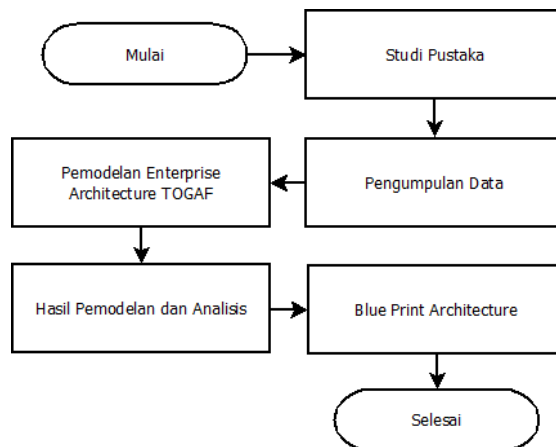 Mulai
Studi Pustaka
Pengumpulan Data
Pemodelan Enterprise
Architecture TOGAF
Hasil Pemodelan dan Analisis
Blue Print Architecture
Selesai